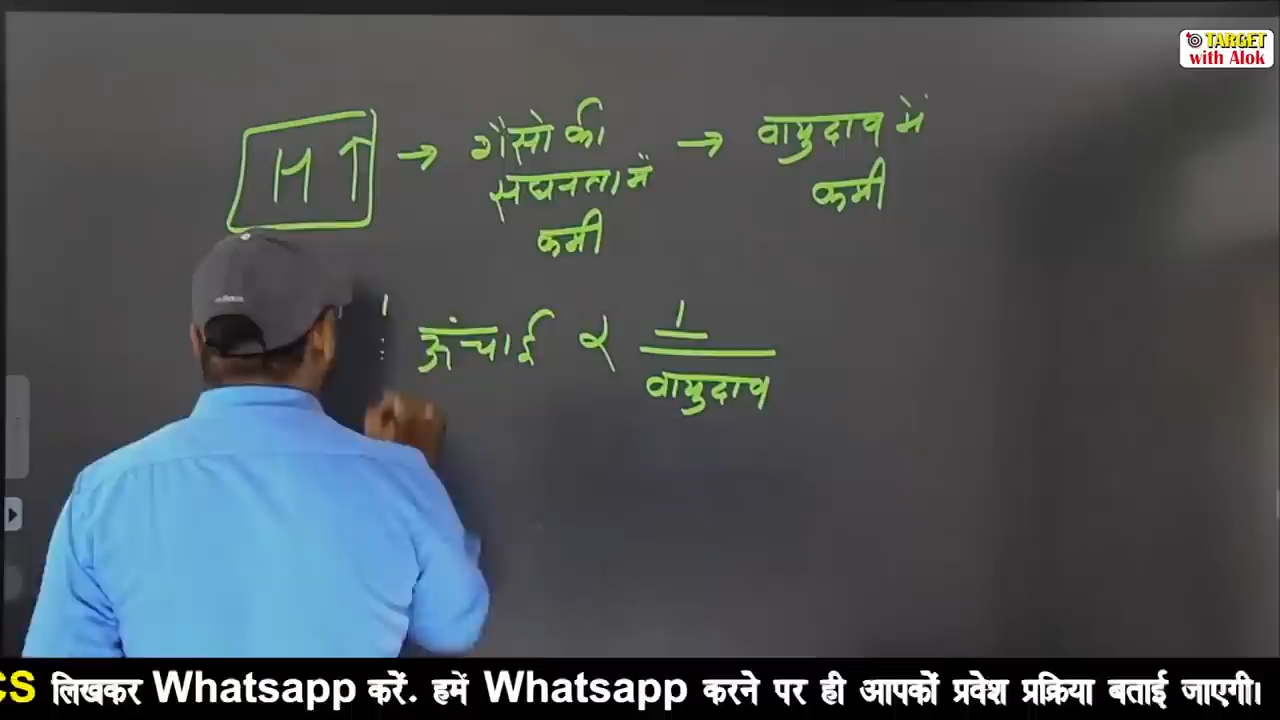 TARGET
with Alok
H↑ → गैसो की → वायुदाव में
सघनता में कमी
कमी
ऊंचाई ∝ 1
वायुदाव
CS लिखकर Whatsapp करें. हमें Whatsapp करने पर ही आपकों प्रवेश प्रक्रिया बताई जाएगी।